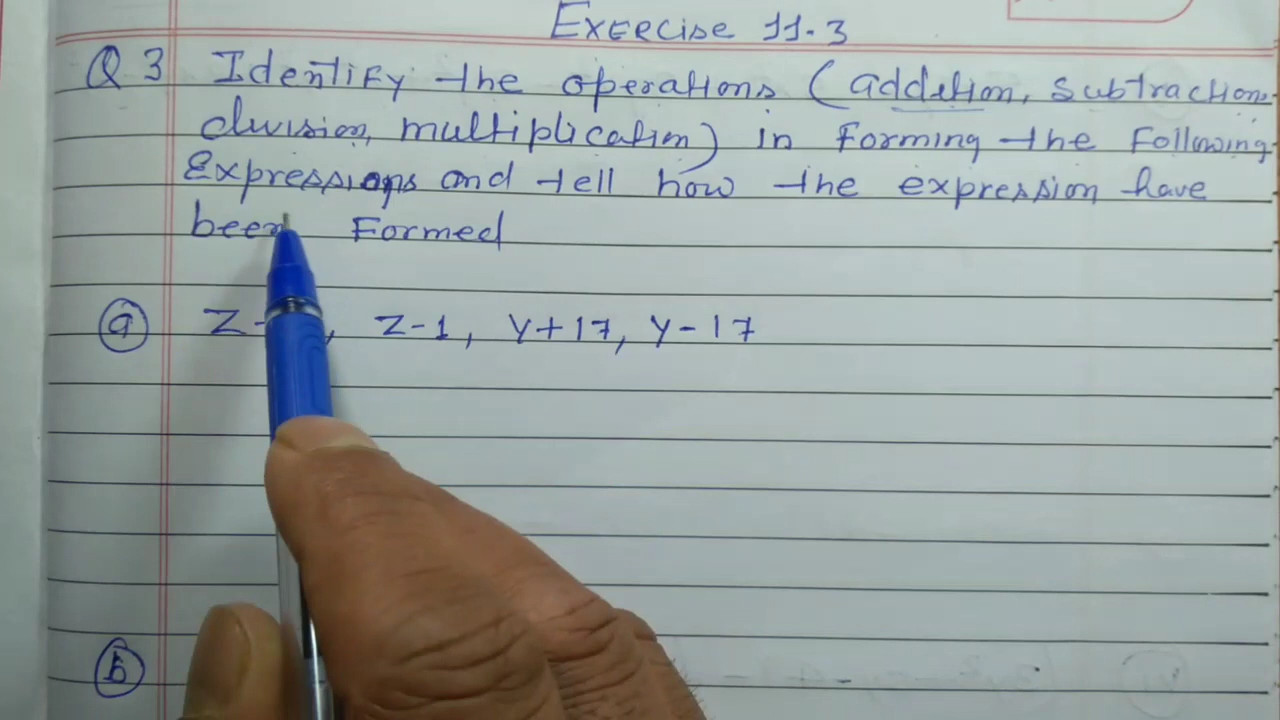 Exercise 11.3
Q 3 Identify the operations (addition, subtraction,
division, multiplication) in forming the following
Expressions and tell how the expression have
been Formed
(a) Z- , Z-1, Y+17, Y-17
(b)